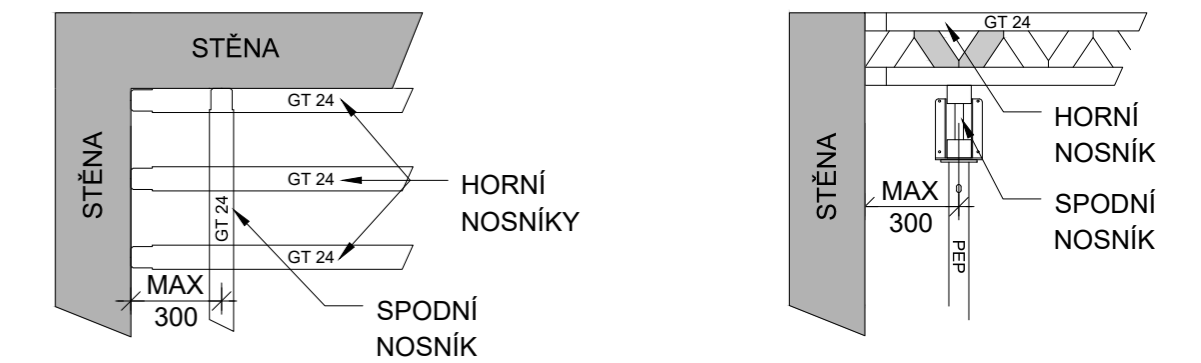 STĚNA
STĚNA
GT 24
GT 24
GT 24
GT 24
HORNÍ
NOSNÍKY
MAX
300
SPODNÍ
NOSNÍK
STĚNA
GT 24
HORNÍ
NOSNÍK
SPODNÍ
NOSNÍK
MAX
300
PEP